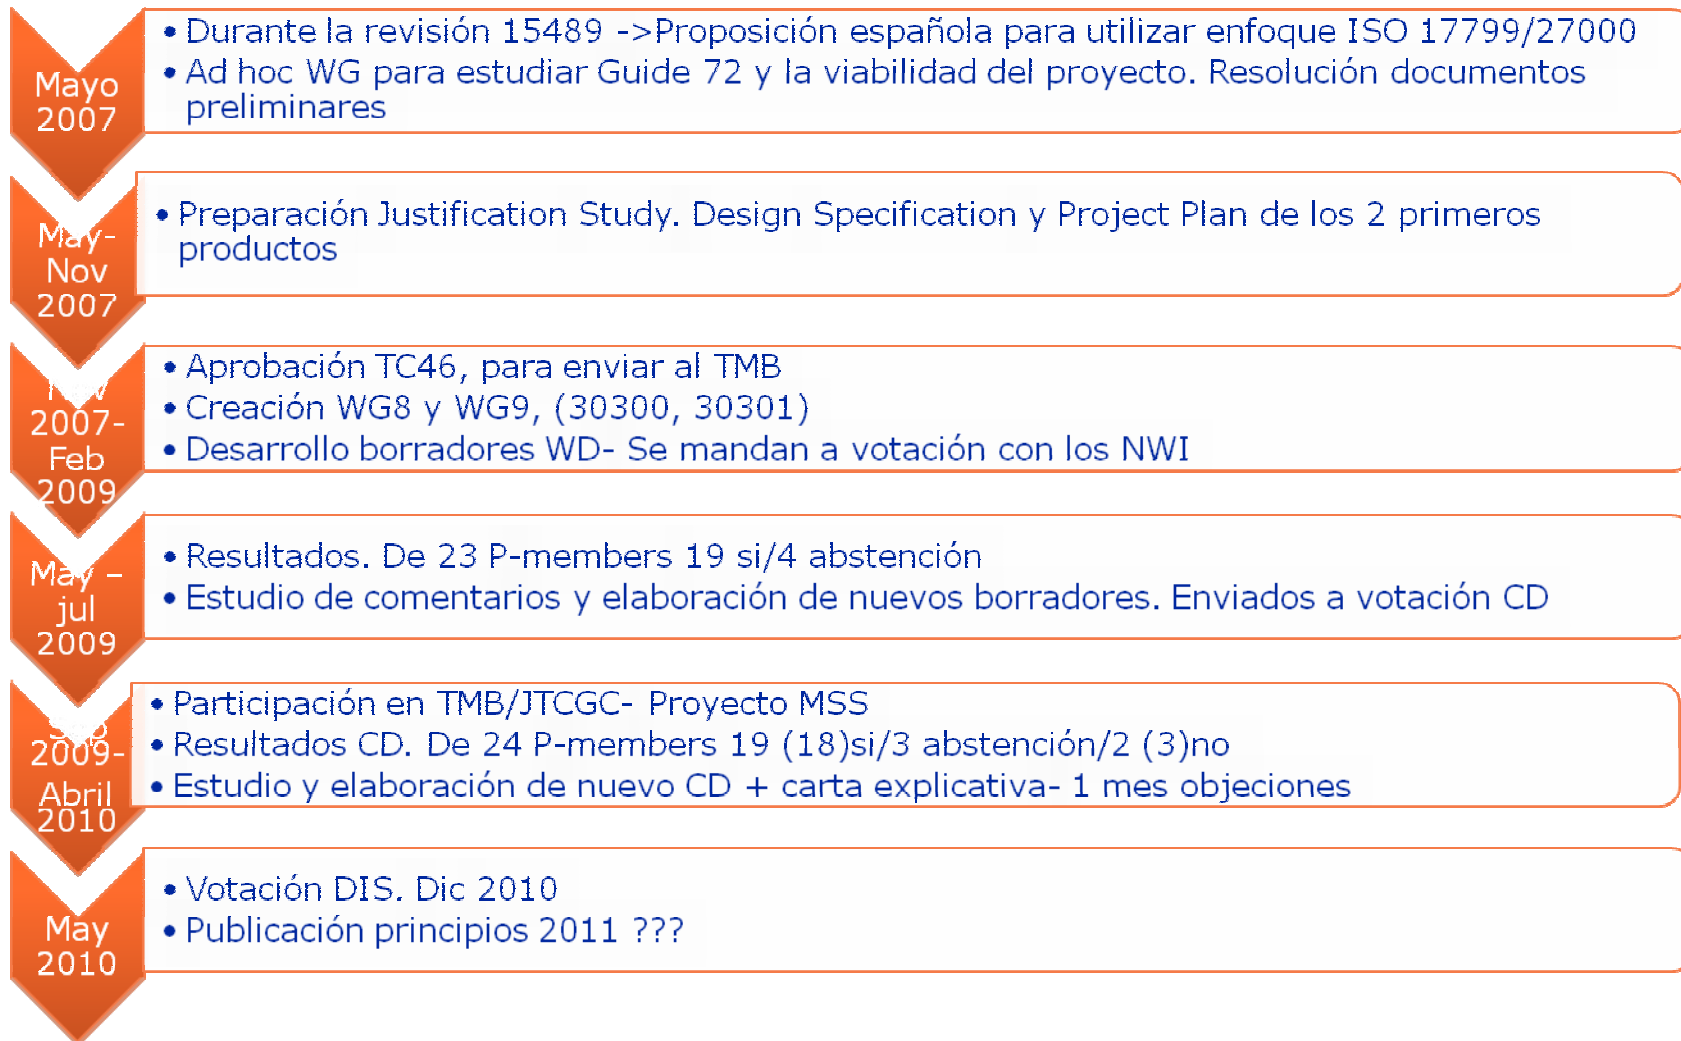 Mayo
2007
• Durante la revisión 15489 ->Proposición española para utilizar enfoque ISO 17799/27000
• Ad hoc WG para estudiar Guide 72 y la viabilidad del proyecto. Resolución documentos
preliminares
May-
Nov
2007
• Preparación Justification Study. Design Specification y Project Plan de los 2 primeros
productos
2007-
Feb
2009
• Aprobación TC46, para enviar al TMB
• Creación WG8 y WG9, (30300, 30301)
• Desarrollo borradores WD- Se mandan a votación con los NWI
May –
jul
2009
• Resultados. De 23 P-members 19 si/4 abstención
• Estudio de comentarios y elaboración de nuevos borradores. Enviados a votación CD
2009-
Abril
2010
• Participación en TMB/JTCGC- Proyecto MSS
• Resultados CD. De 24 P-members 19 (18)si/3 abstención/2 (3)no
• Estudio y elaboración de nuevo CD + carta explicativa- 1 mes objeciones
May
2010
• Votación DIS. Dic 2010
• Publicación principios 2011 ???